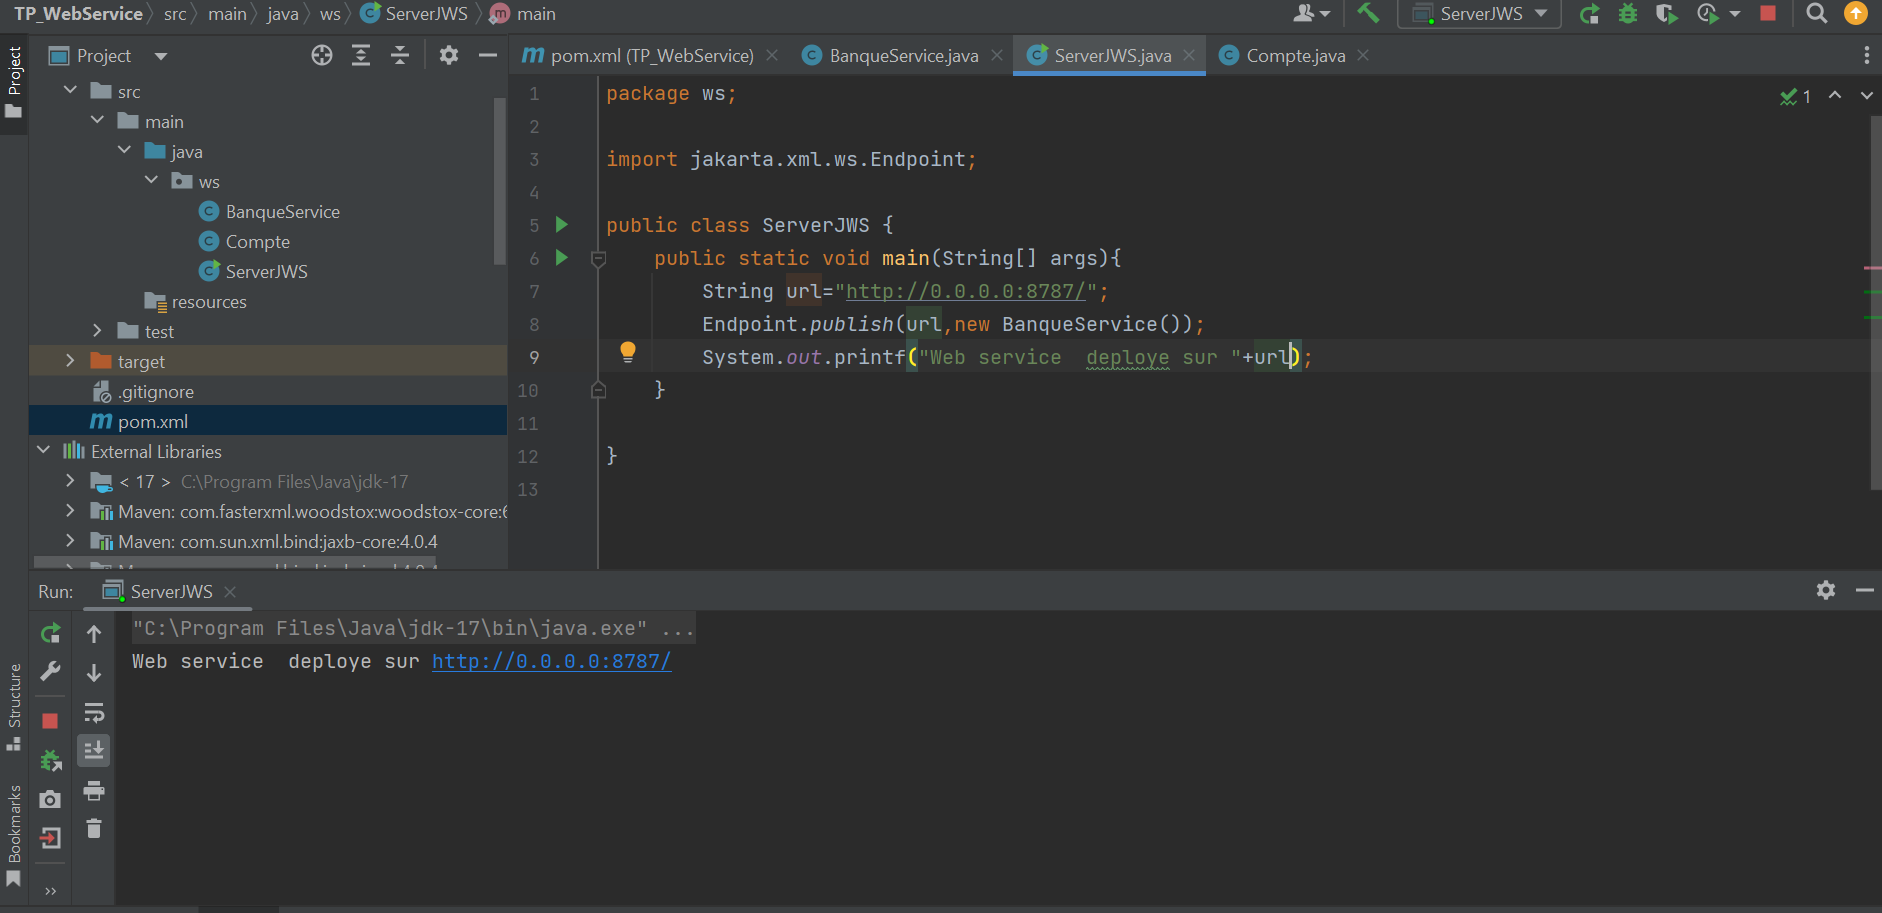 TP_WebService src main java ws ServerJWS main
ServerJWS
Project
pom.xml (TP_WebService) BanqueService.java ServerJWS.java Compte.java
Project
src
main
java
ws
BanqueService
Compte
ServerJWS
resources
test
target
.gitignore
pom.xml
External Libraries
< 17 > C:\Program Files\Java\jdk-17
Maven: com.fasterxml.woodstox:woodstox-core:6
Maven: com.sun.xml.bind:jaxb-core:4.0.4
1 package ws;
2
3 import jakarta.xml.ws.Endpoint;
4
5 public class ServerJWS {
6 public static void main(String[] args){
7 String url="http://0.0.0.0:8787/";
8 Endpoint.publish(url,new BanqueService());
9 System.out.printf("Web service  deploye sur "+url);
10 }
11
12 }
13
1
Run: ServerJWS
"C:\Program Files\Java\jdk-17\bin\java.exe" ...
Web service  deploye sur http://0.0.0.0:8787/
Structure
Bookmarks